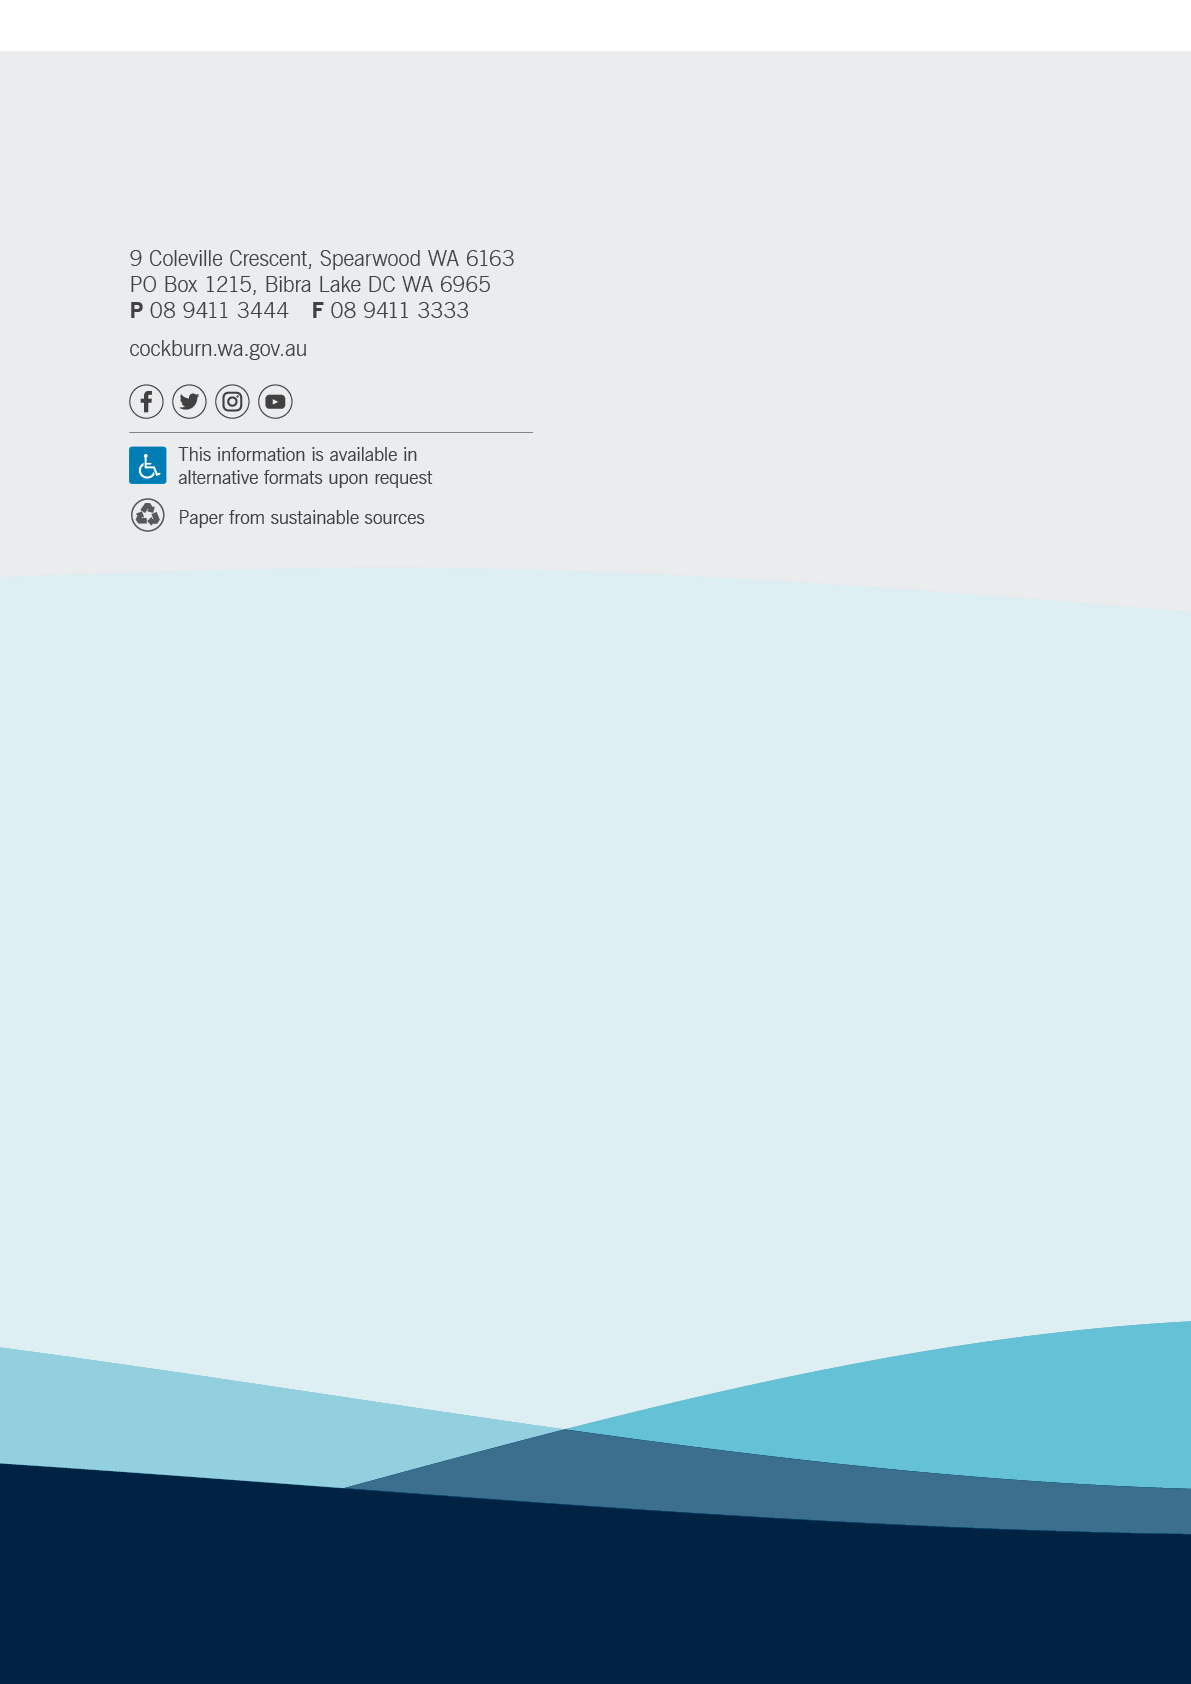 9 Coleville Crescent, Spearwood WA 6163
PO Box 1215, Bibra Lake DC WA 6965
P 08 9411 3444 F 08 9411 3333
cockburn.wa.gov.au
This information is available in
alternative formats upon request
Paper from sustainable sources